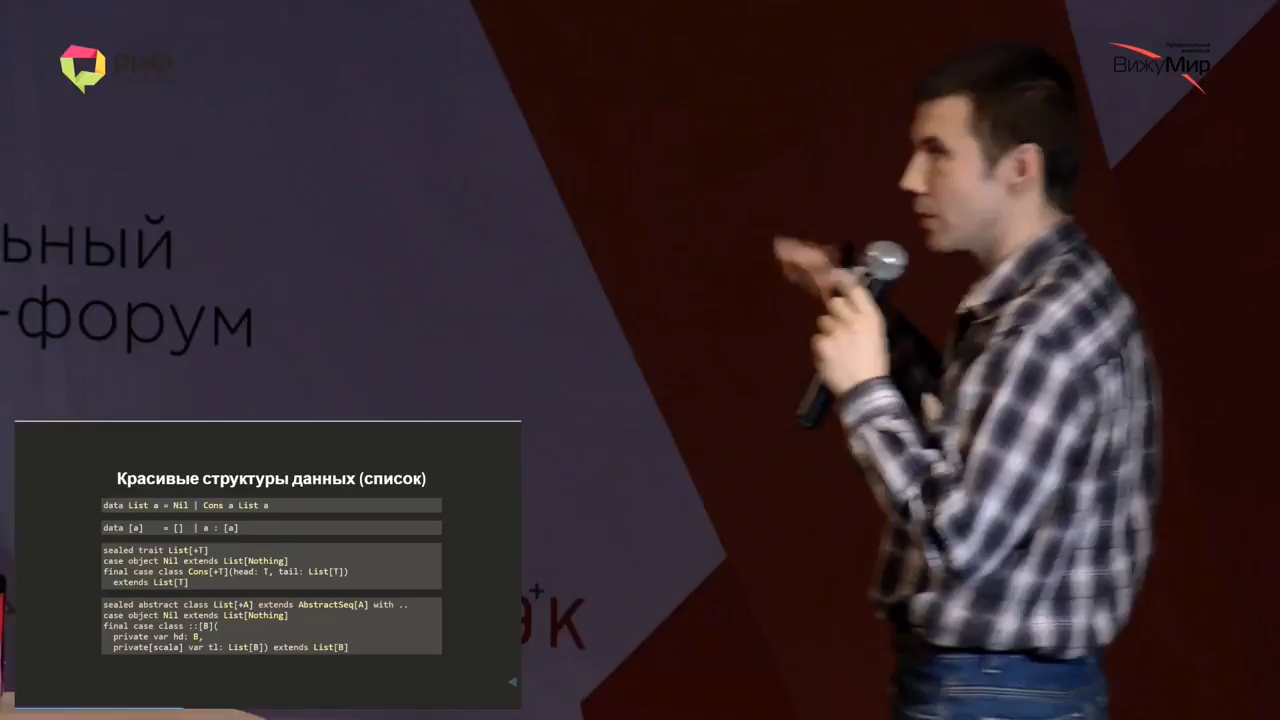 РИФ
Продолжение
ВижуМир
ьный
-форум
Красивые структуры данных (список)
data List a = Nil | Cons a List a
data [a]    = []  | a : [a]
sealed trait List[+T]
case object Nil extends List[Nothing]
final case class Cons[+T](head: T, tail: List[T])
  extends List[T]
sealed abstract class List[+A] extends AbstractSeq[A] with ..
case object Nil extends List[Nothing]
final case class ::[B](
  private var hd: B,
  private[scala] var tl: List[B]) extends List[B]
+
К